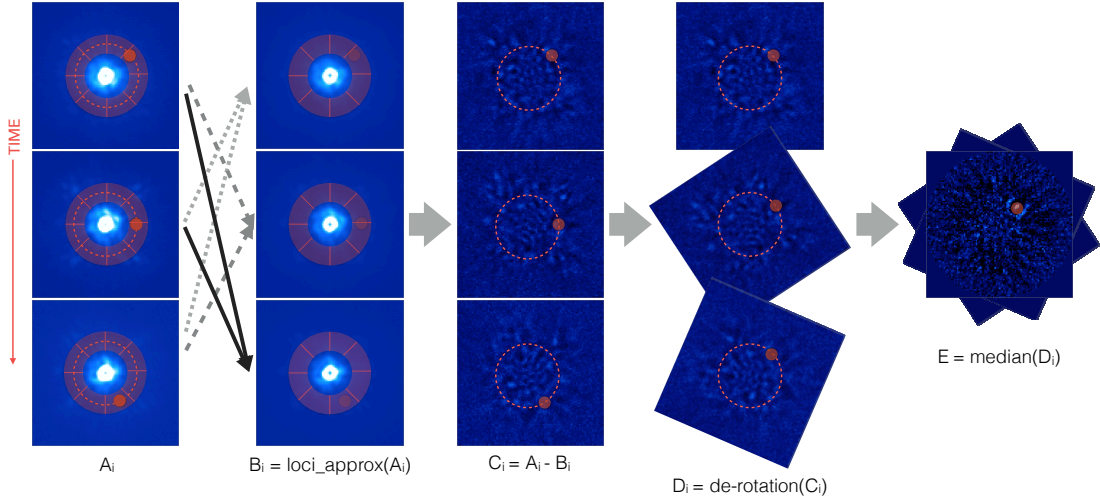 TIME
Aᵢ
Bᵢ = loci_approx(Aᵢ)
Cᵢ = Aᵢ - Bᵢ
Dᵢ = de-rotation(Cᵢ)
E = median(Dᵢ)